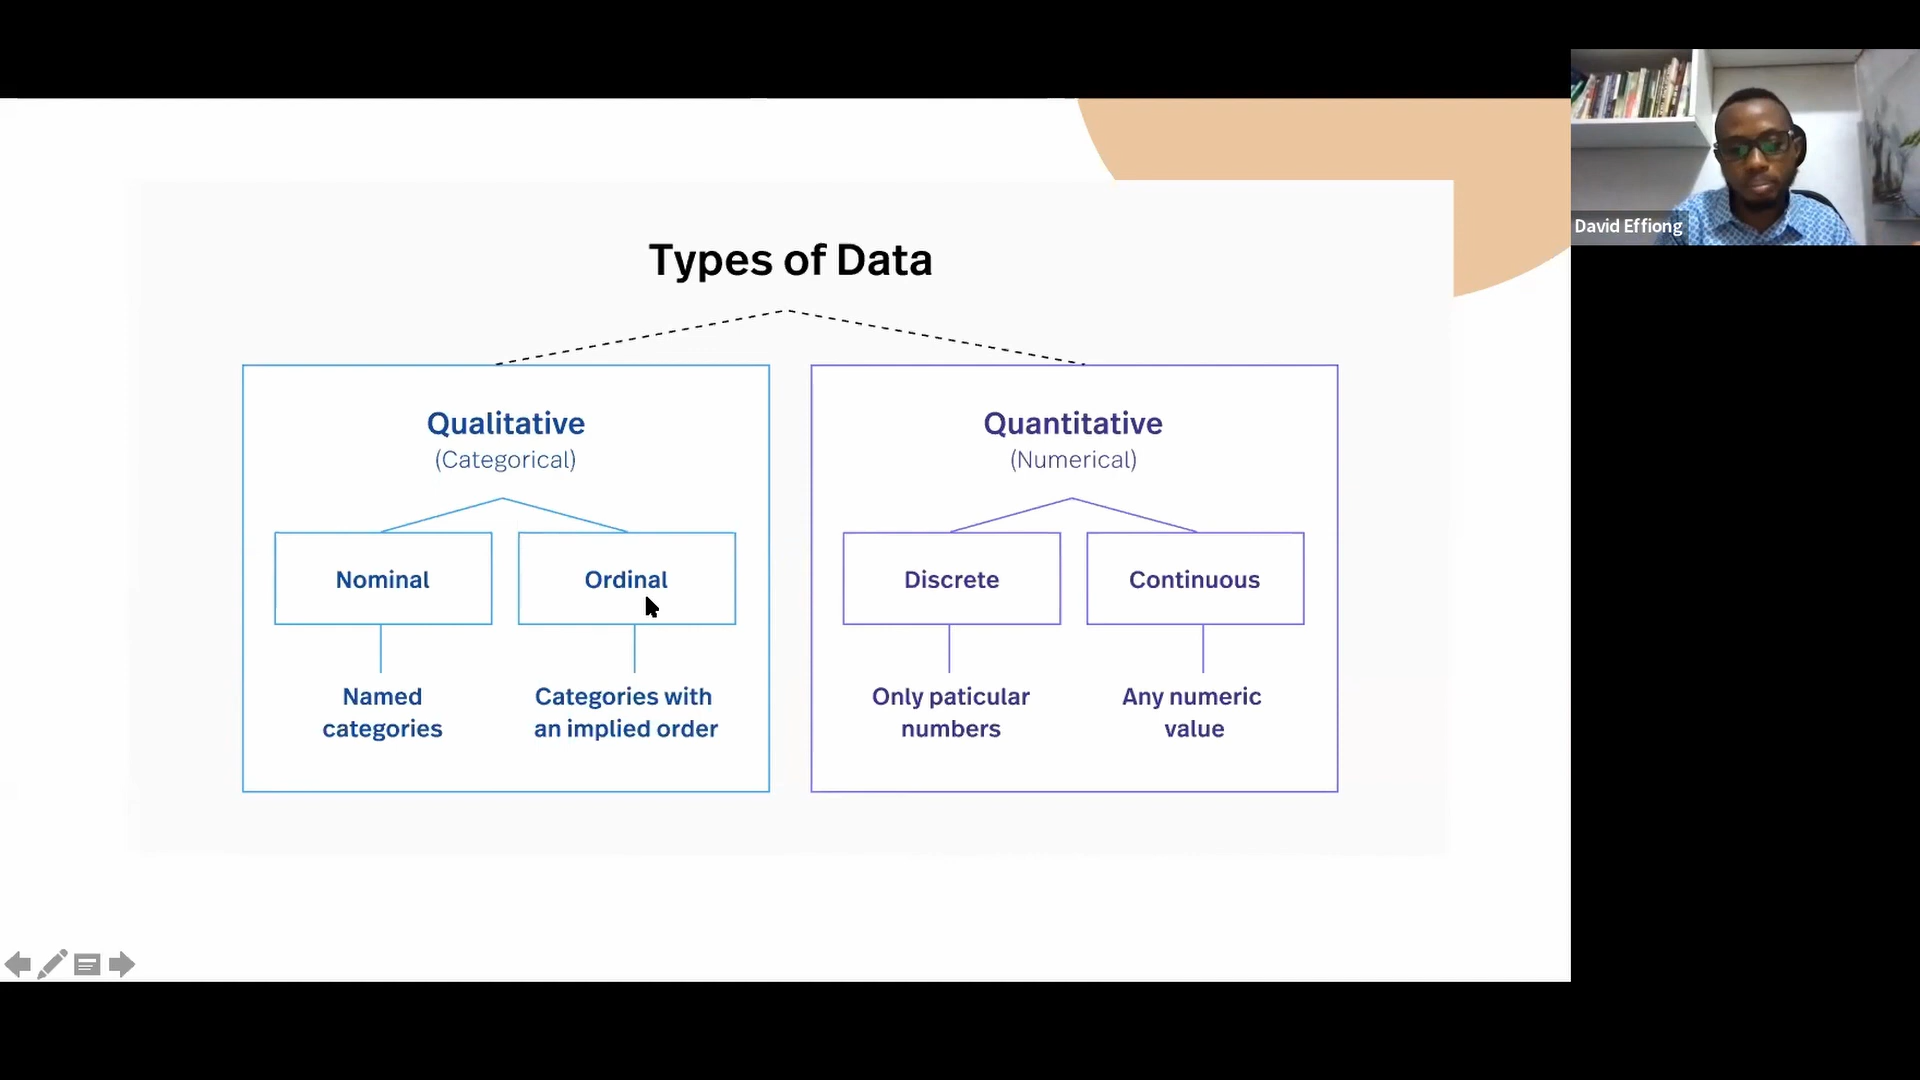 Types of Data
Qualitative
(Categorical)
Nominal
Ordinal
Named
categories
Categories with
an implied order
Quantitative
(Numerical)
Discrete
Continuous
Only paticular
numbers
Any numeric
value
David Effiong